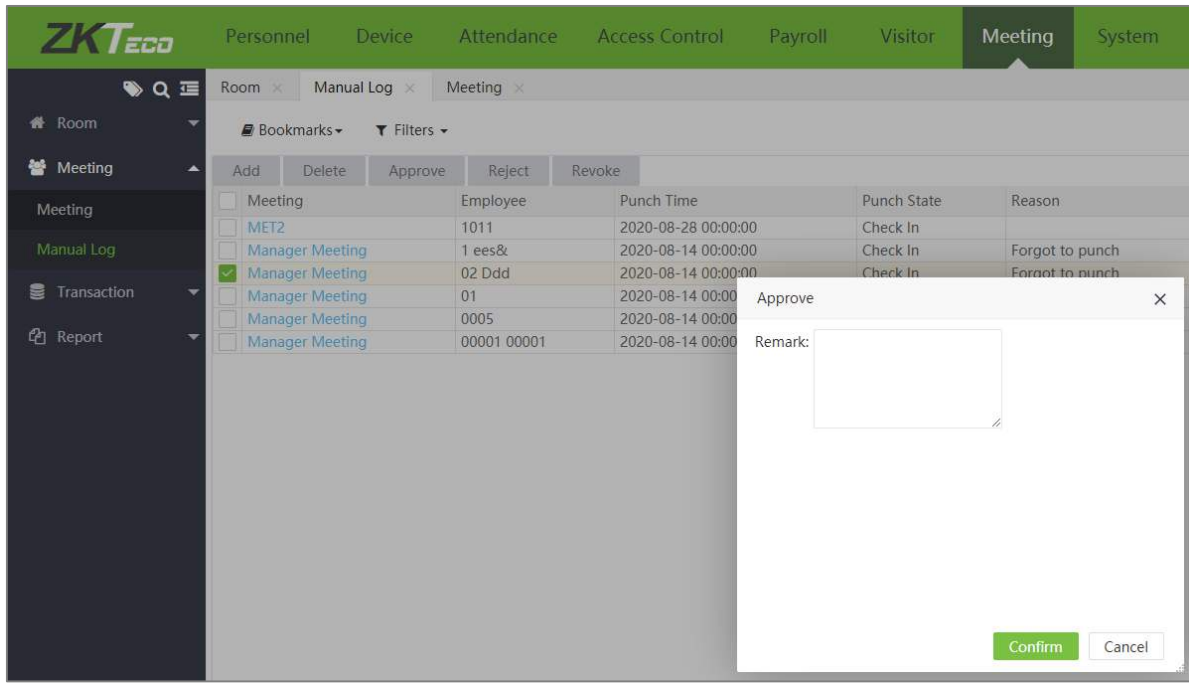 ZKTECO Personnel Device Attendance Access Control Payroll Visitor Meeting System
Room Manual Log Meeting
Room
Bookmarks Filters
Meeting
Add Delete Approve Reject Revoke
Meeting Employee Punch Time Punch State Reason
Meeting
MET2 1011 2020-08-28 00:00:00 Check In
Manual Log
Manager Meeting 1 ees& 2020-08-14 00:00:00 Check In Forgot to punch
Manager Meeting 02 Ddd 2020-08-14 00:00:00 Check In Forgot to punch
Transaction
Manager Meeting 01 2020-08-14 00:00
Manager Meeting 0005 2020-08-14 00:00
Report
Manager Meeting 00001 00001 2020-08-14 00:00
Approve
Remark:
Confirm Cancel